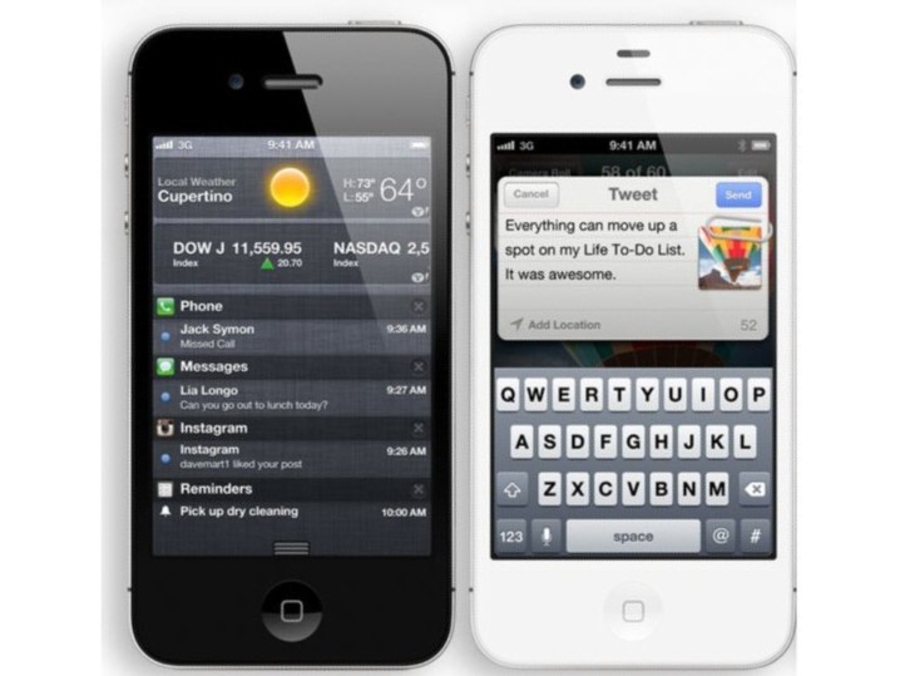 3G 9:41 AM
Local Weather
Cupertino
H: 73°
L: 55°
64°
DOW J 11,559.95
Index 20.70
NASDAQ 2,5
Index
Phone
Jack Symon 9:36 AM
Missed Call
Messages
Lia Longo 9:27 AM
Can you go out to lunch today?
Instagram
Instagram 9:26 AM
davemart1 liked your post
Reminders
Pick up dry cleaning 10:00 AM
3G 9:41 AM
Camera Roll 58 of 60 Edit
Cancel Tweet Send
Everything can move up a
spot on my Life To-Do List.
It was awesome.
Add Location 52
Q W E R T Y U I O P
A S D F G H J K L
Z X C V B N M
123 space @ #